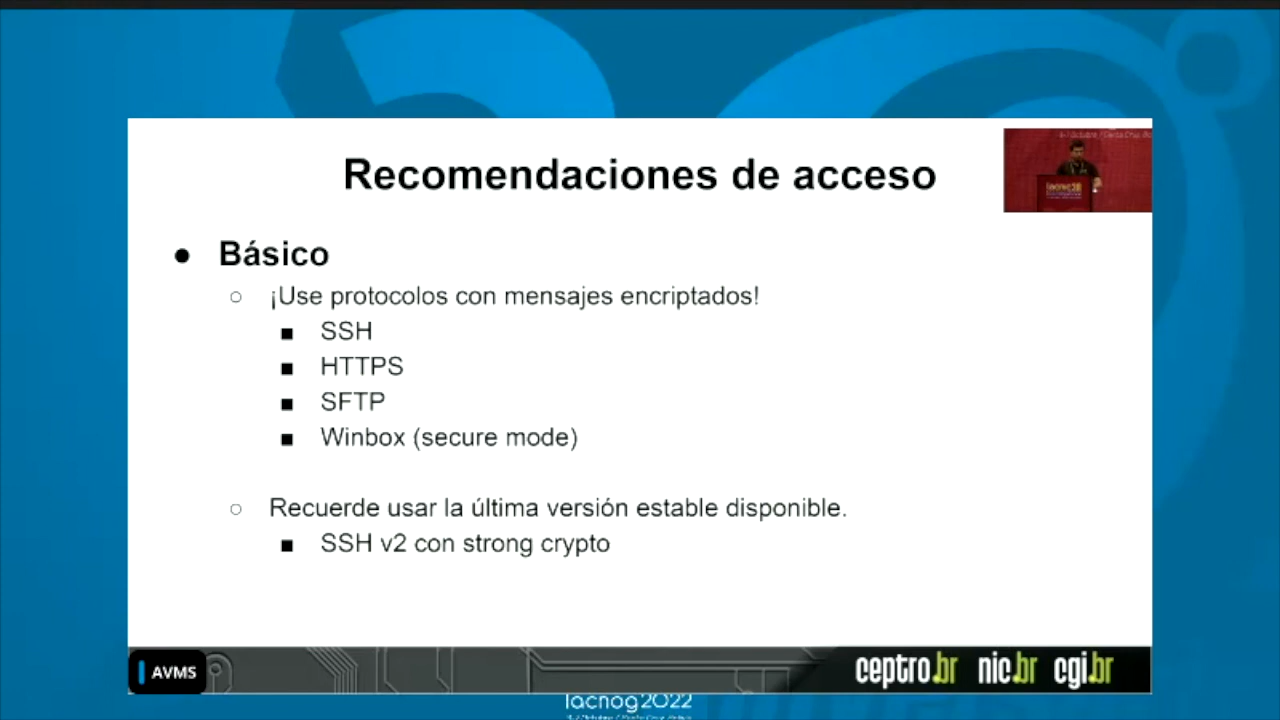 Recomendaciones de acceso
● Básico
○ ¡Use protocolos con mensajes encriptados!
■ SSH
■ HTTPS
■ SFTP
■ Winbox (secure mode)
○ Recuerde usar la última versión estable disponible.
■ SSH v2 con strong crypto
AVMS
ceptro.br nic.br cgi.br
lacnog2022